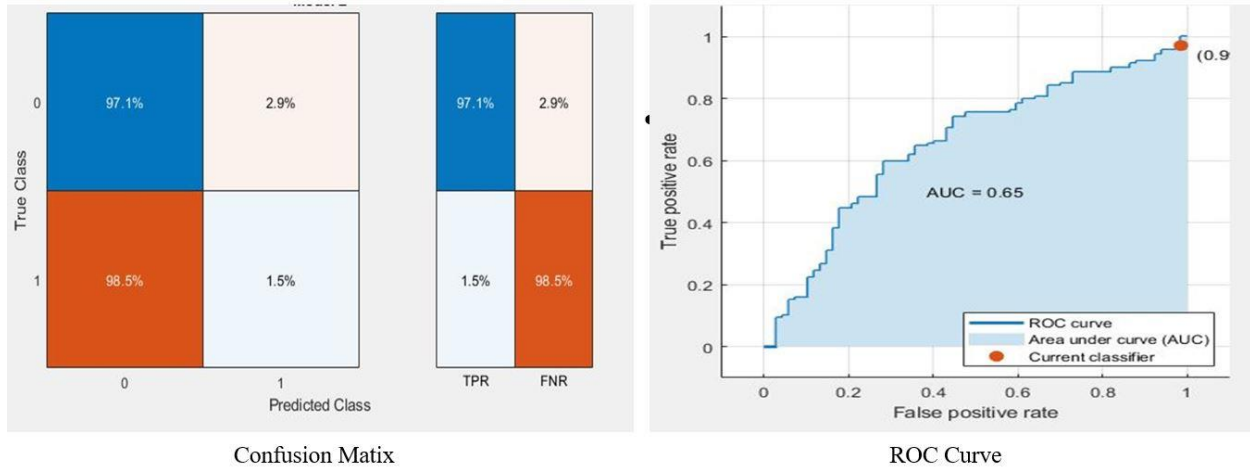 0
97.1%
2.9%
97.1%
2.9%
True Class
1
98.5%
1.5%
1.5%
98.5%
0
1
TPR
FNR
Predicted Class
1
(0.9
0.8
True positive rate
0.6
AUC = 0.65
0.4
0.2
ROC curve
Area under curve (AUC)
Current classifier
0
0
0.2
0.4
0.6
0.8
1
False positive rate
Confusion Matix
ROC Curve